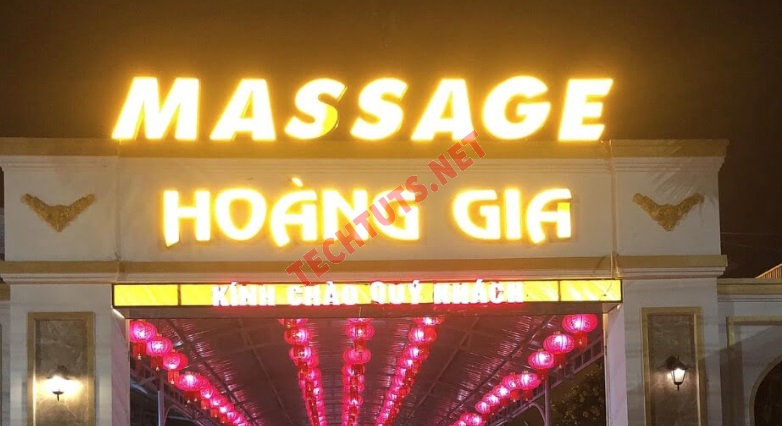 MASSAGE
HOÀNG GIA
TECHTUTS.NET
KÍNH CHÀO QUÝ KHÁCH